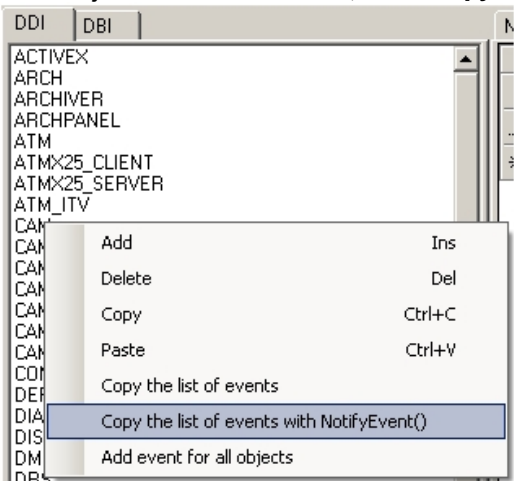 DDI DBI
ACTIVEX
ARCH
ARCHIVER
ARCHPANEL
ATM
ATMX25_CLIENT
ATMX25_SERVER
ATM_ITV
Add Ins
Delete Del
Copy Ctrl+C
Paste Ctrl+V
Copy the list of events
Copy the list of events with NotifyEvent()
Add event for all objects